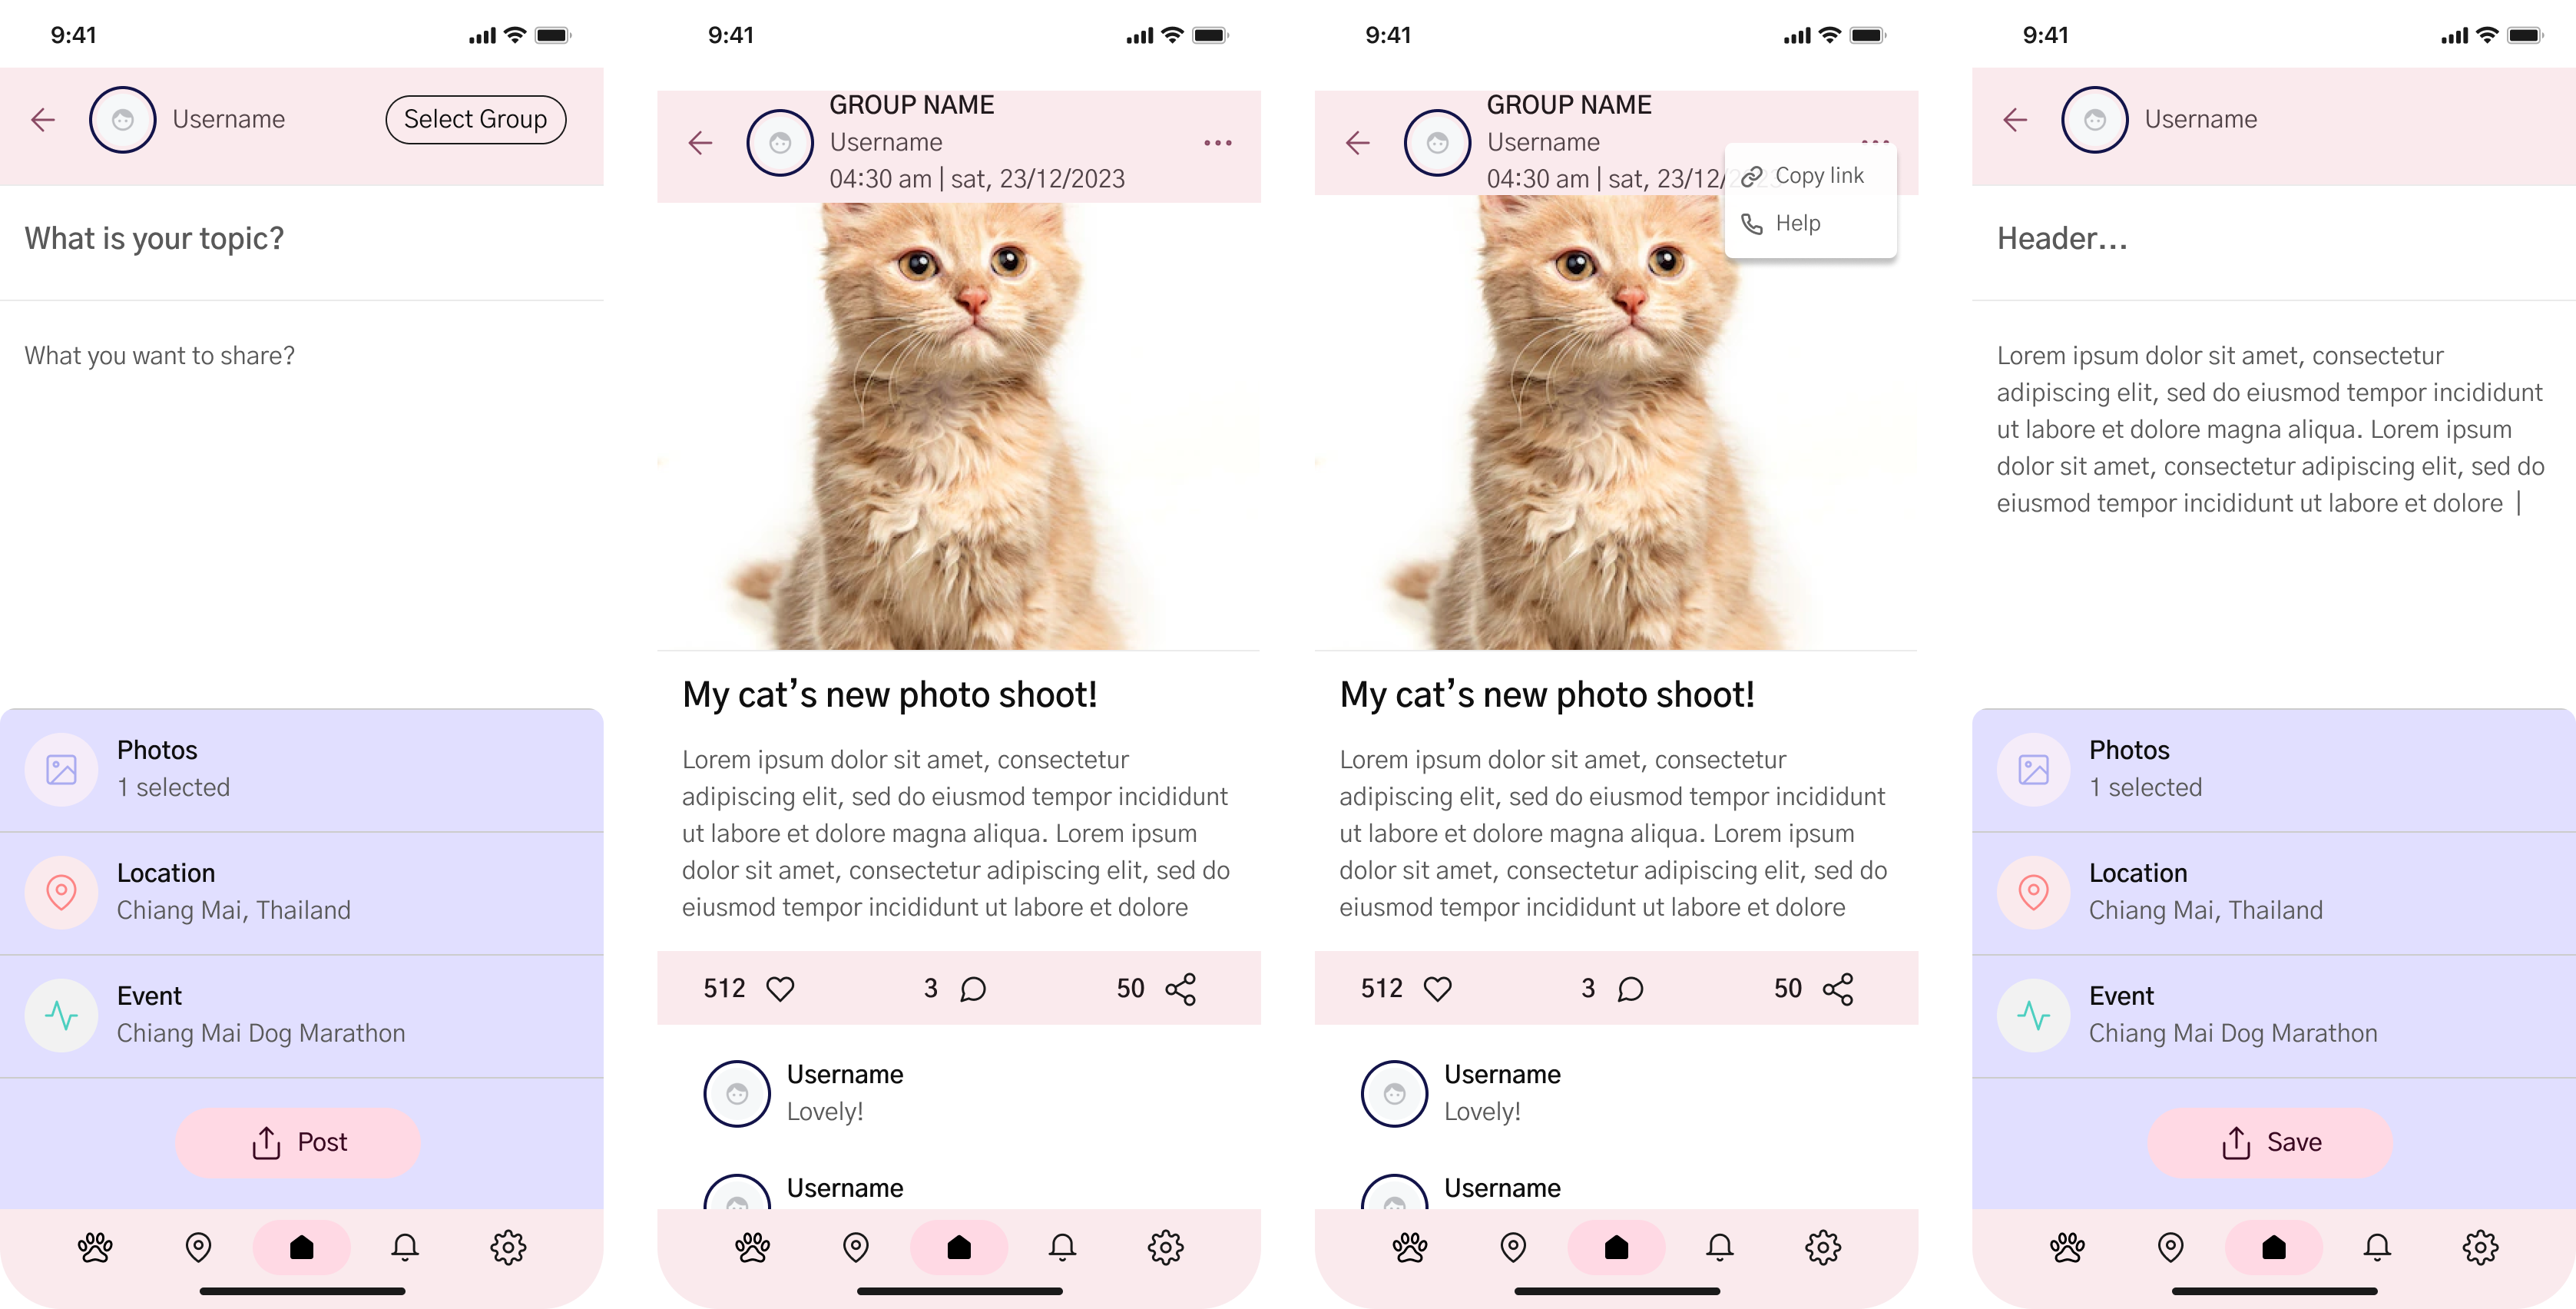 9:41
Username
Select Group
What is your topic?
What you want to share?
Photos
1 selected
Location
Chiang Mai, Thailand
Event
Chiang Mai Dog Marathon
Post
9:41
GROUP NAME
Username
04:30 am | sat, 23/12/2023
My cat’s new photo shoot!
Lorem ipsum dolor sit amet, consectetur
adipiscing elit, sed do eiusmod tempor incididunt
ut labore et dolore magna aliqua. Lorem ipsum
dolor sit amet, consectetur adipiscing elit, sed do
eiusmod tempor incididunt ut labore et dolore
512
3
50
Username
Lovely!
Username
9:41
GROUP NAME
Username
04:30 am | sat, 23/12/2023
Copy link
Help
My cat’s new photo shoot!
Lorem ipsum dolor sit amet, consectetur
adipiscing elit, sed do eiusmod tempor incididunt
ut labore et dolore magna aliqua. Lorem ipsum
dolor sit amet, consectetur adipiscing elit, sed do
eiusmod tempor incididunt ut labore et dolore
512
3
50
Username
Lovely!
Username
9:41
Username
Header...
Lorem ipsum dolor sit amet, consectetur
adipiscing elit, sed do eiusmod tempor incididunt
ut labore et dolore magna aliqua. Lorem ipsum
dolor sit amet, consectetur adipiscing elit, sed do
eiusmod tempor incididunt ut labore et dolore |
Photos
1 selected
Location
Chiang Mai, Thailand
Event
Chiang Mai Dog Marathon
Save